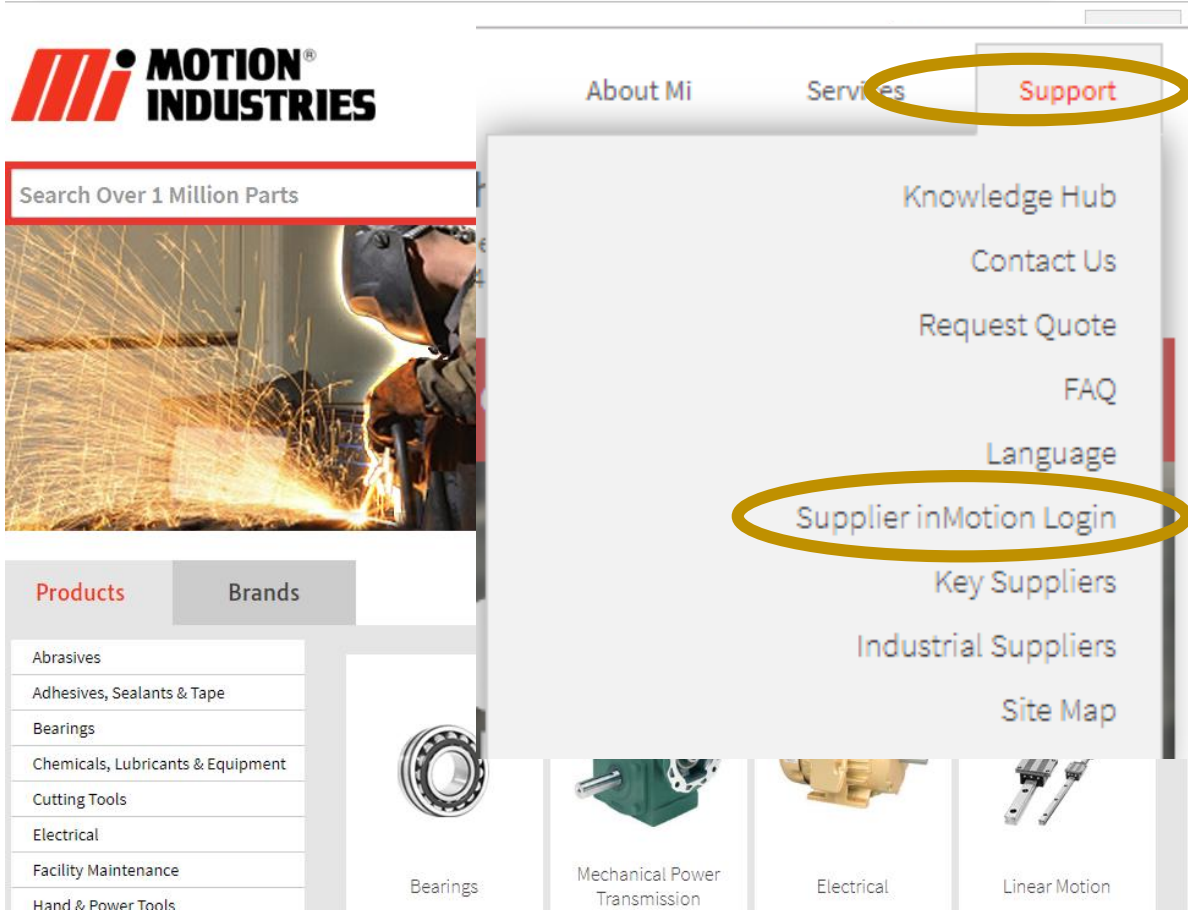 MOTION®
INDUSTRIES
About Mi
Services
Support
Search Over 1 Million Parts
Knowledge Hub
Contact Us
Request Quote
FAQ
Language
Supplier inMotion Login
Key Suppliers
Industrial Suppliers
Site Map
Products
Brands
Abrasives
Adhesives, Sealants & Tape
Bearings
Chemicals, Lubricants & Equipment
Cutting Tools
Electrical
Facility Maintenance
Hand & Power Tools
Bearings
Mechanical Power
Transmission
Electrical
Linear Motion